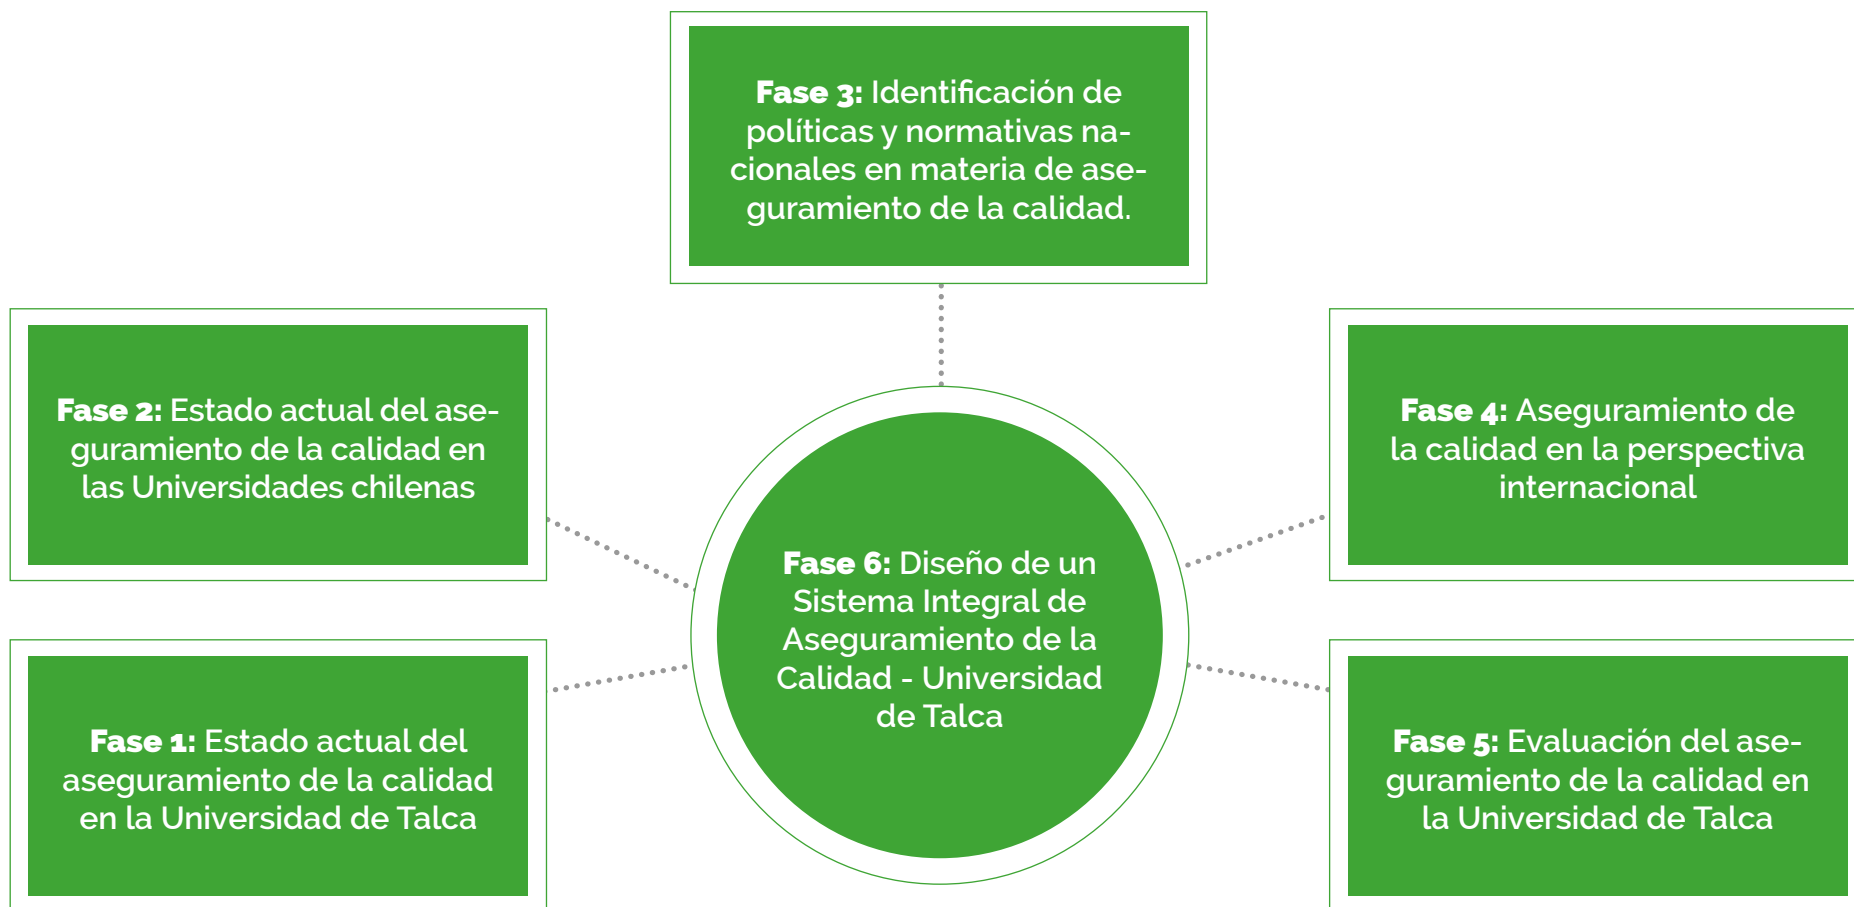 Fase 3: Identificación de
políticas y normativas na-
cionales en materia de ase-
guramiento de la calidad.
Fase 2: Estado actual del ase-
guramiento de la calidad en
las Universidades chilenas
Fase 4: Aseguramiento de
la calidad en la perspectiva
internacional
Fase 6: Diseño de un
Sistema Integral de
Aseguramiento de la
Calidad - Universidad
de Talca
Fase 1: Estado actual del
aseguramiento de la calidad
en la Universidad de Talca
Fase 5: Evaluación del ase-
guramiento de la calidad en
la Universidad de Talca